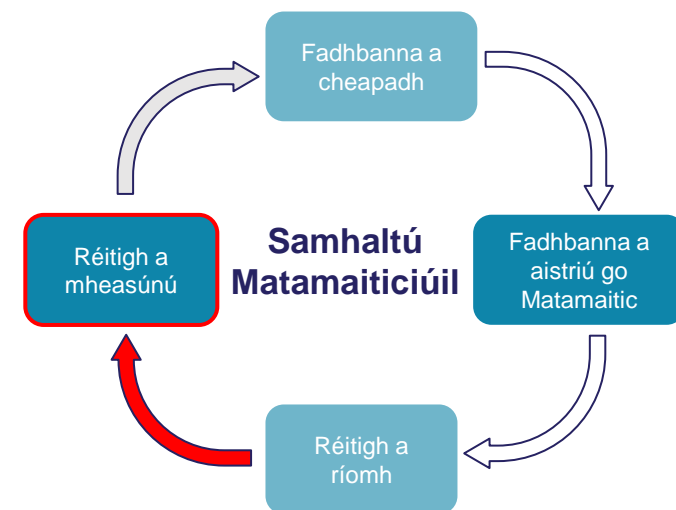 Fadhbanna a
cheapadh
Samhaltú
Matamaiticiúil
Fadhbanna a
aistriú go
Matamaitic
Réitigh a
mheasúnú
Réitigh a
ríomh